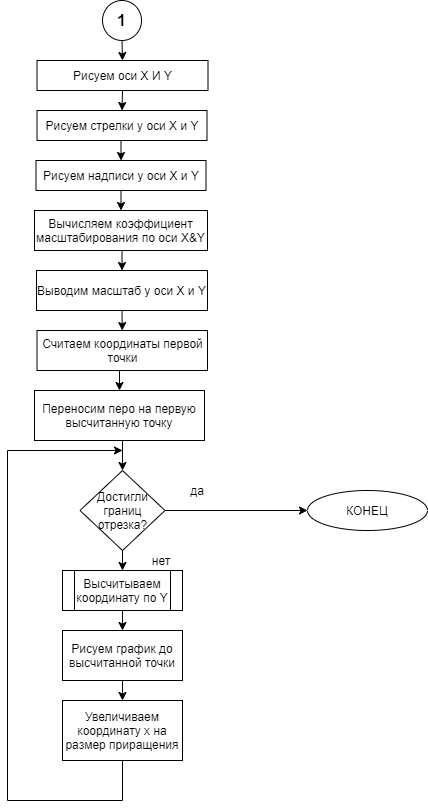 1
Рисуем оси X И Y
Рисуем стрелки у оси X и Y
Рисуем надписи у оси X и Y
Вычисляем коэффициент
масштабирования по оси X&Y
Выводим масштаб у оси X и Y
Считаем координаты первой
точки
Переносим перо на первую
высчитанную точку
Достигли
границ
отрезка?
да
КОНЕЦ
нет
Высчитываем
координату по Y
Рисуем график до
высчитанной точки
Увеличиваем
координату x на
размер приращения